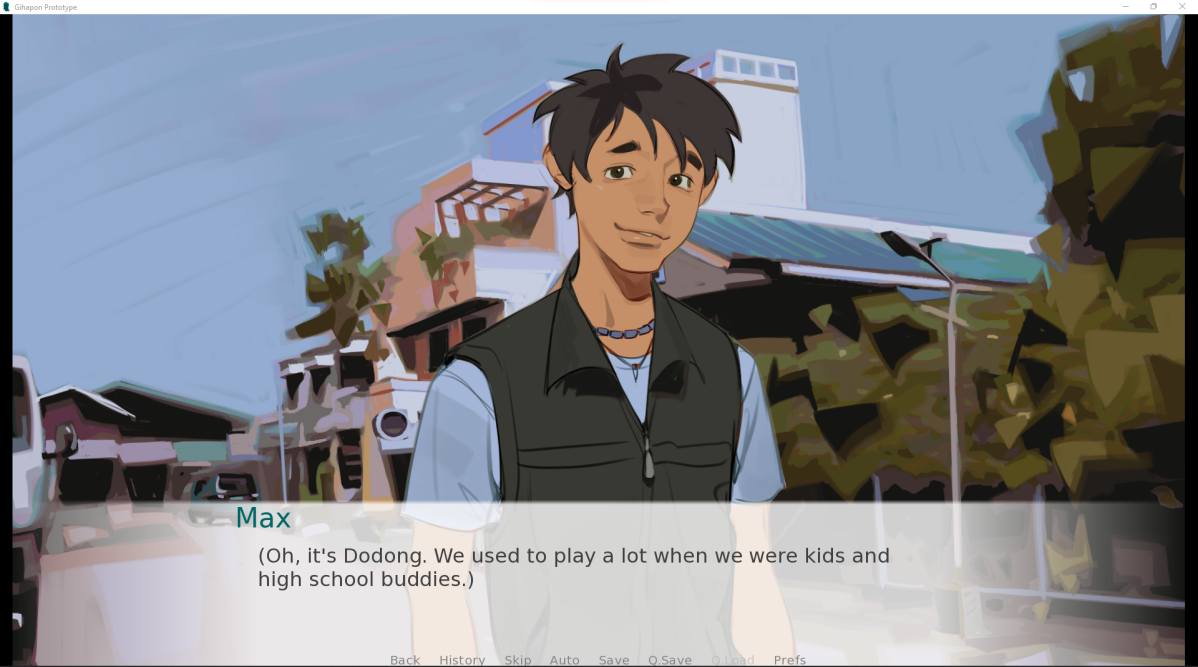 Gihapon Prototype
Max
(Oh, it's Dodong. We used to play a lot when we were kids and
high school buddies.)
Back History Skip Auto Save Q.Save Q.Load Prefs